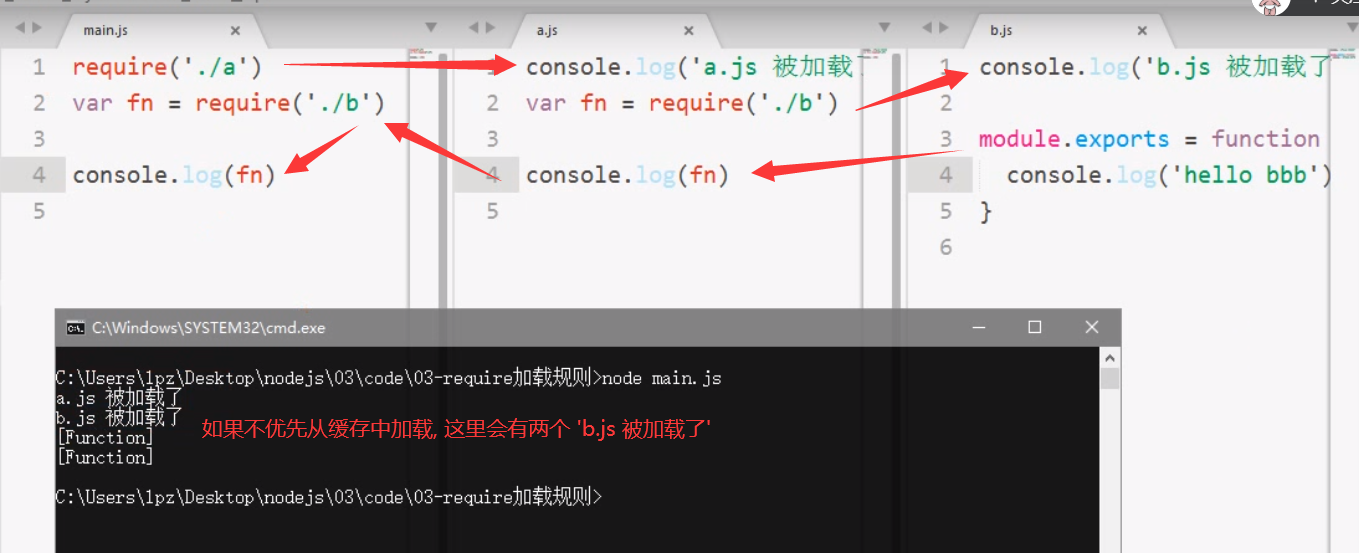 main.js
1 require('./a')
2 var fn = require('./b')
3
4 console.log(fn)
5
a.js
1 console.log('a.js 被加载了
2 var fn = require('./b')
3
4 console.log(fn)
5
b.js
1 console.log('b.js 被加载了
2
3 module.exports = function
4 console.log('hello bbb')
5 }
6
C:\Windows\SYSTEM32\cmd.exe
C:\Users\lpz\Desktop\nodejs\03\code\03-require加载规则>node main.js
a.js 被加载了
b.js 被加载了
[Function]
[Function]
如果不优先从缓存中加载, 这里会有两个 'b.js 被加载了'
C:\Users\lpz\Desktop\nodejs\03\code\03-require加载规则>